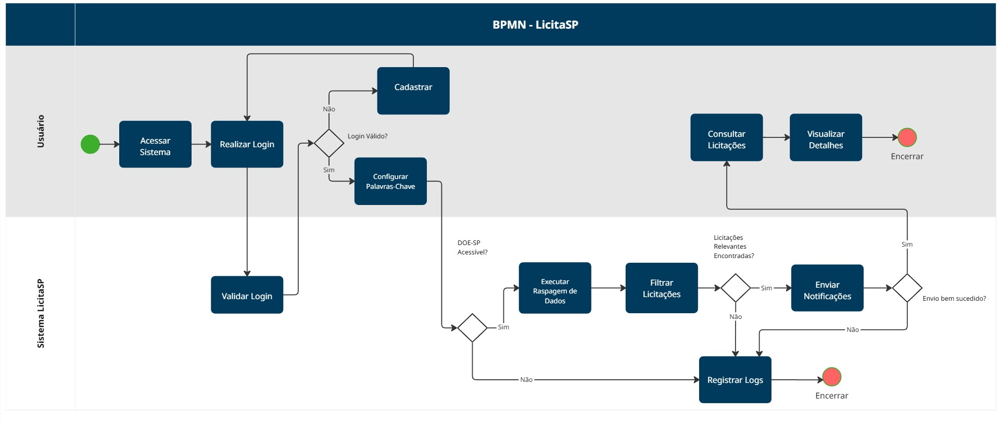 BPMN - LicitaSP
Usuário
Acessar
Sistema
Realizar Login
Cadastrar
Não
Login Válido?
Sim
Configurar
Palavras-Chave
Consultar
Licitações
Visualizar
Detalhes
Encerrar
Sistema LicitaSP
Validar Login
DOE-SP
Acessível?
Sim
Não
Executar
Raspagem de
Dados
Filtrar
Licitações
Licitações
Relevantes
Encontradas?
Sim
Não
Enviar
Notificações
Sim
Envio bem sucedido?
Não
Registrar Logs
Encerrar